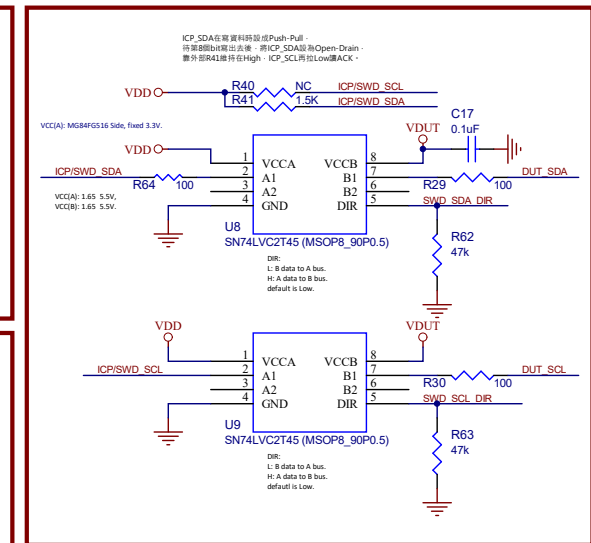 ICP_SDA在寫資料時設成Push-Pull，
待第8個bit寫出去後，將ICP_SDA設為Open-Drain，
靠外部R41維持在High，ICP_SCL再拉Low讀ACK。
VDD
R40 NC ICP/SWD_SCL
R41 1.5K ICP/SWD_SDA
VCC(A): MG84FG516 Side, fixed 3.3V.
VDUT
C17
0.1uF
VDD
1 VCCA VCCB 8
ICP/SWD_SDA
R64 100
2 A1 B1 7
R29 100
DUT_SDA
3 A2 B2 6
4 GND DIR 5
SWD_SDA_DIR
VCC(A): 1.65 5.5V,
VCC(B): 1.65 5.5V.
U8
SN74LVC2T45 (MSOP8_90P0.5)
R62
47k
DIR:
L: B data to A bus.
H: A data to B bus.
default is Low.
VDD
VDUT
1 VCCA VCCB 8
ICP/SWD_SCL
2 A1 B1 7
R30 100
DUT_SCL
3 A2 B2 6
4 GND DIR 5
SWD_SCL_DIR
U9
SN74LVC2T45 (MSOP8_90P0.5)
R63
47k
DIR:
L: B data to A bus.
H: A data to B bus.
default is Low.